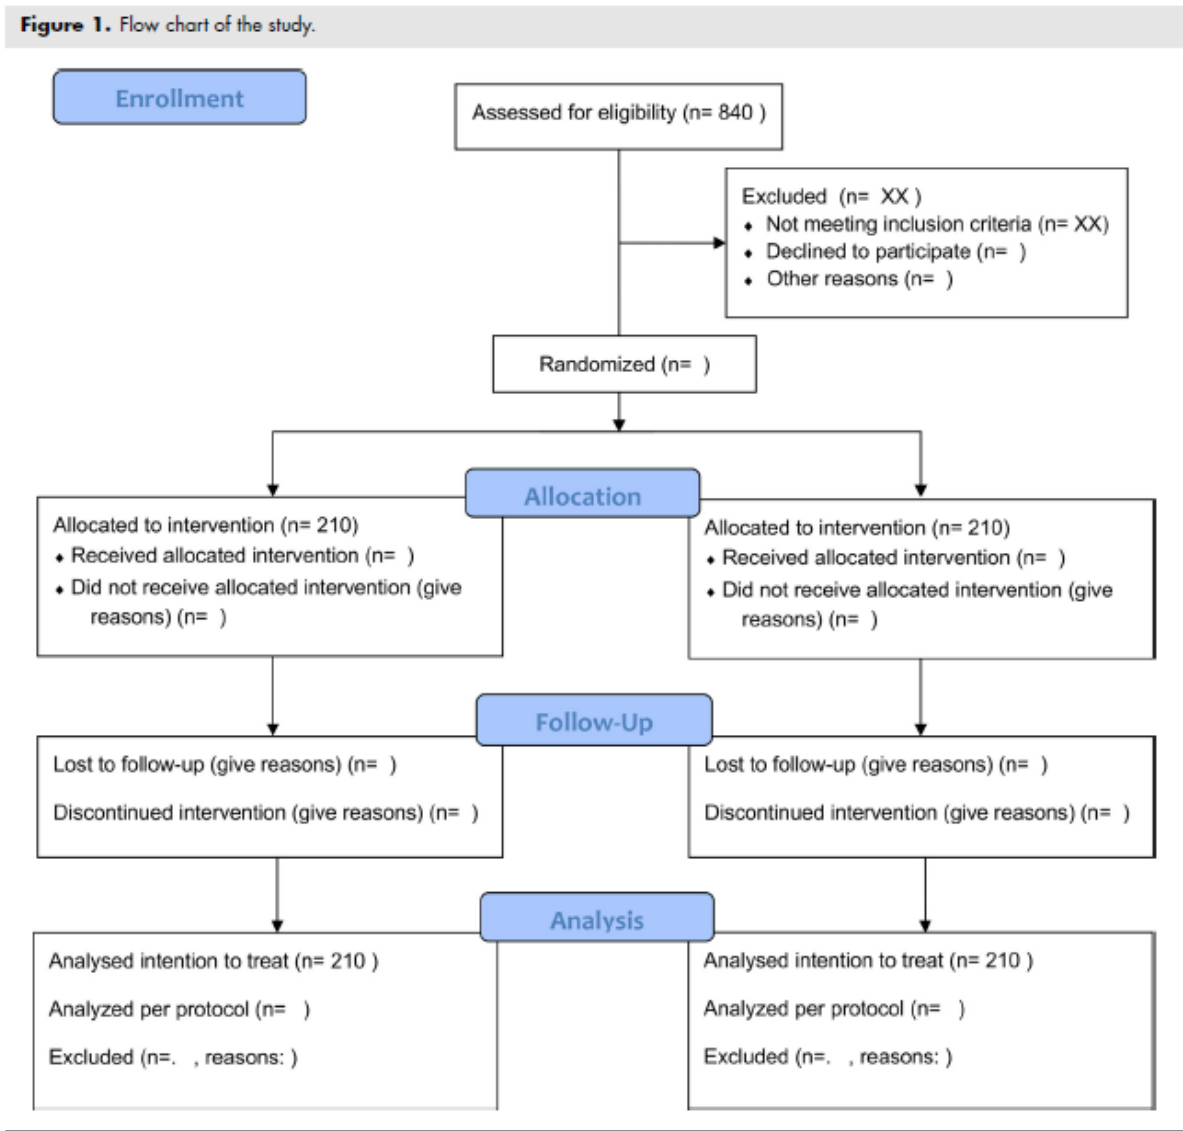 Figure 1. Flow chart of the study.
Enrollment
Assessed for eligibility (n= 840 )
Excluded (n= XX )
⬥ Not meeting inclusion criteria (n= XX)
⬥ Declined to participate (n= )
⬥ Other reasons (n= )
Randomized (n= )
Allocation
Allocated to intervention (n= 210)
⬥ Received allocated intervention (n= )
⬥ Did not receive allocated intervention (give
reasons) (n= )
Allocated to intervention (n= 210)
⬥ Received allocated intervention (n= )
⬥ Did not receive allocated intervention (give
reasons) (n= )
Follow-Up
Lost to follow-up (give reasons) (n= )
Discontinued intervention (give reasons) (n= )
Lost to follow-up (give reasons) (n= )
Discontinued intervention (give reasons) (n= )
Analysis
Analysed intention to treat (n= 210 )
Analyzed per protocol (n= )
Excluded (n=. , reasons: )
Analysed intention to treat (n= 210 )
Analyzed per protocol (n= )
Excluded (n=. , reasons: )